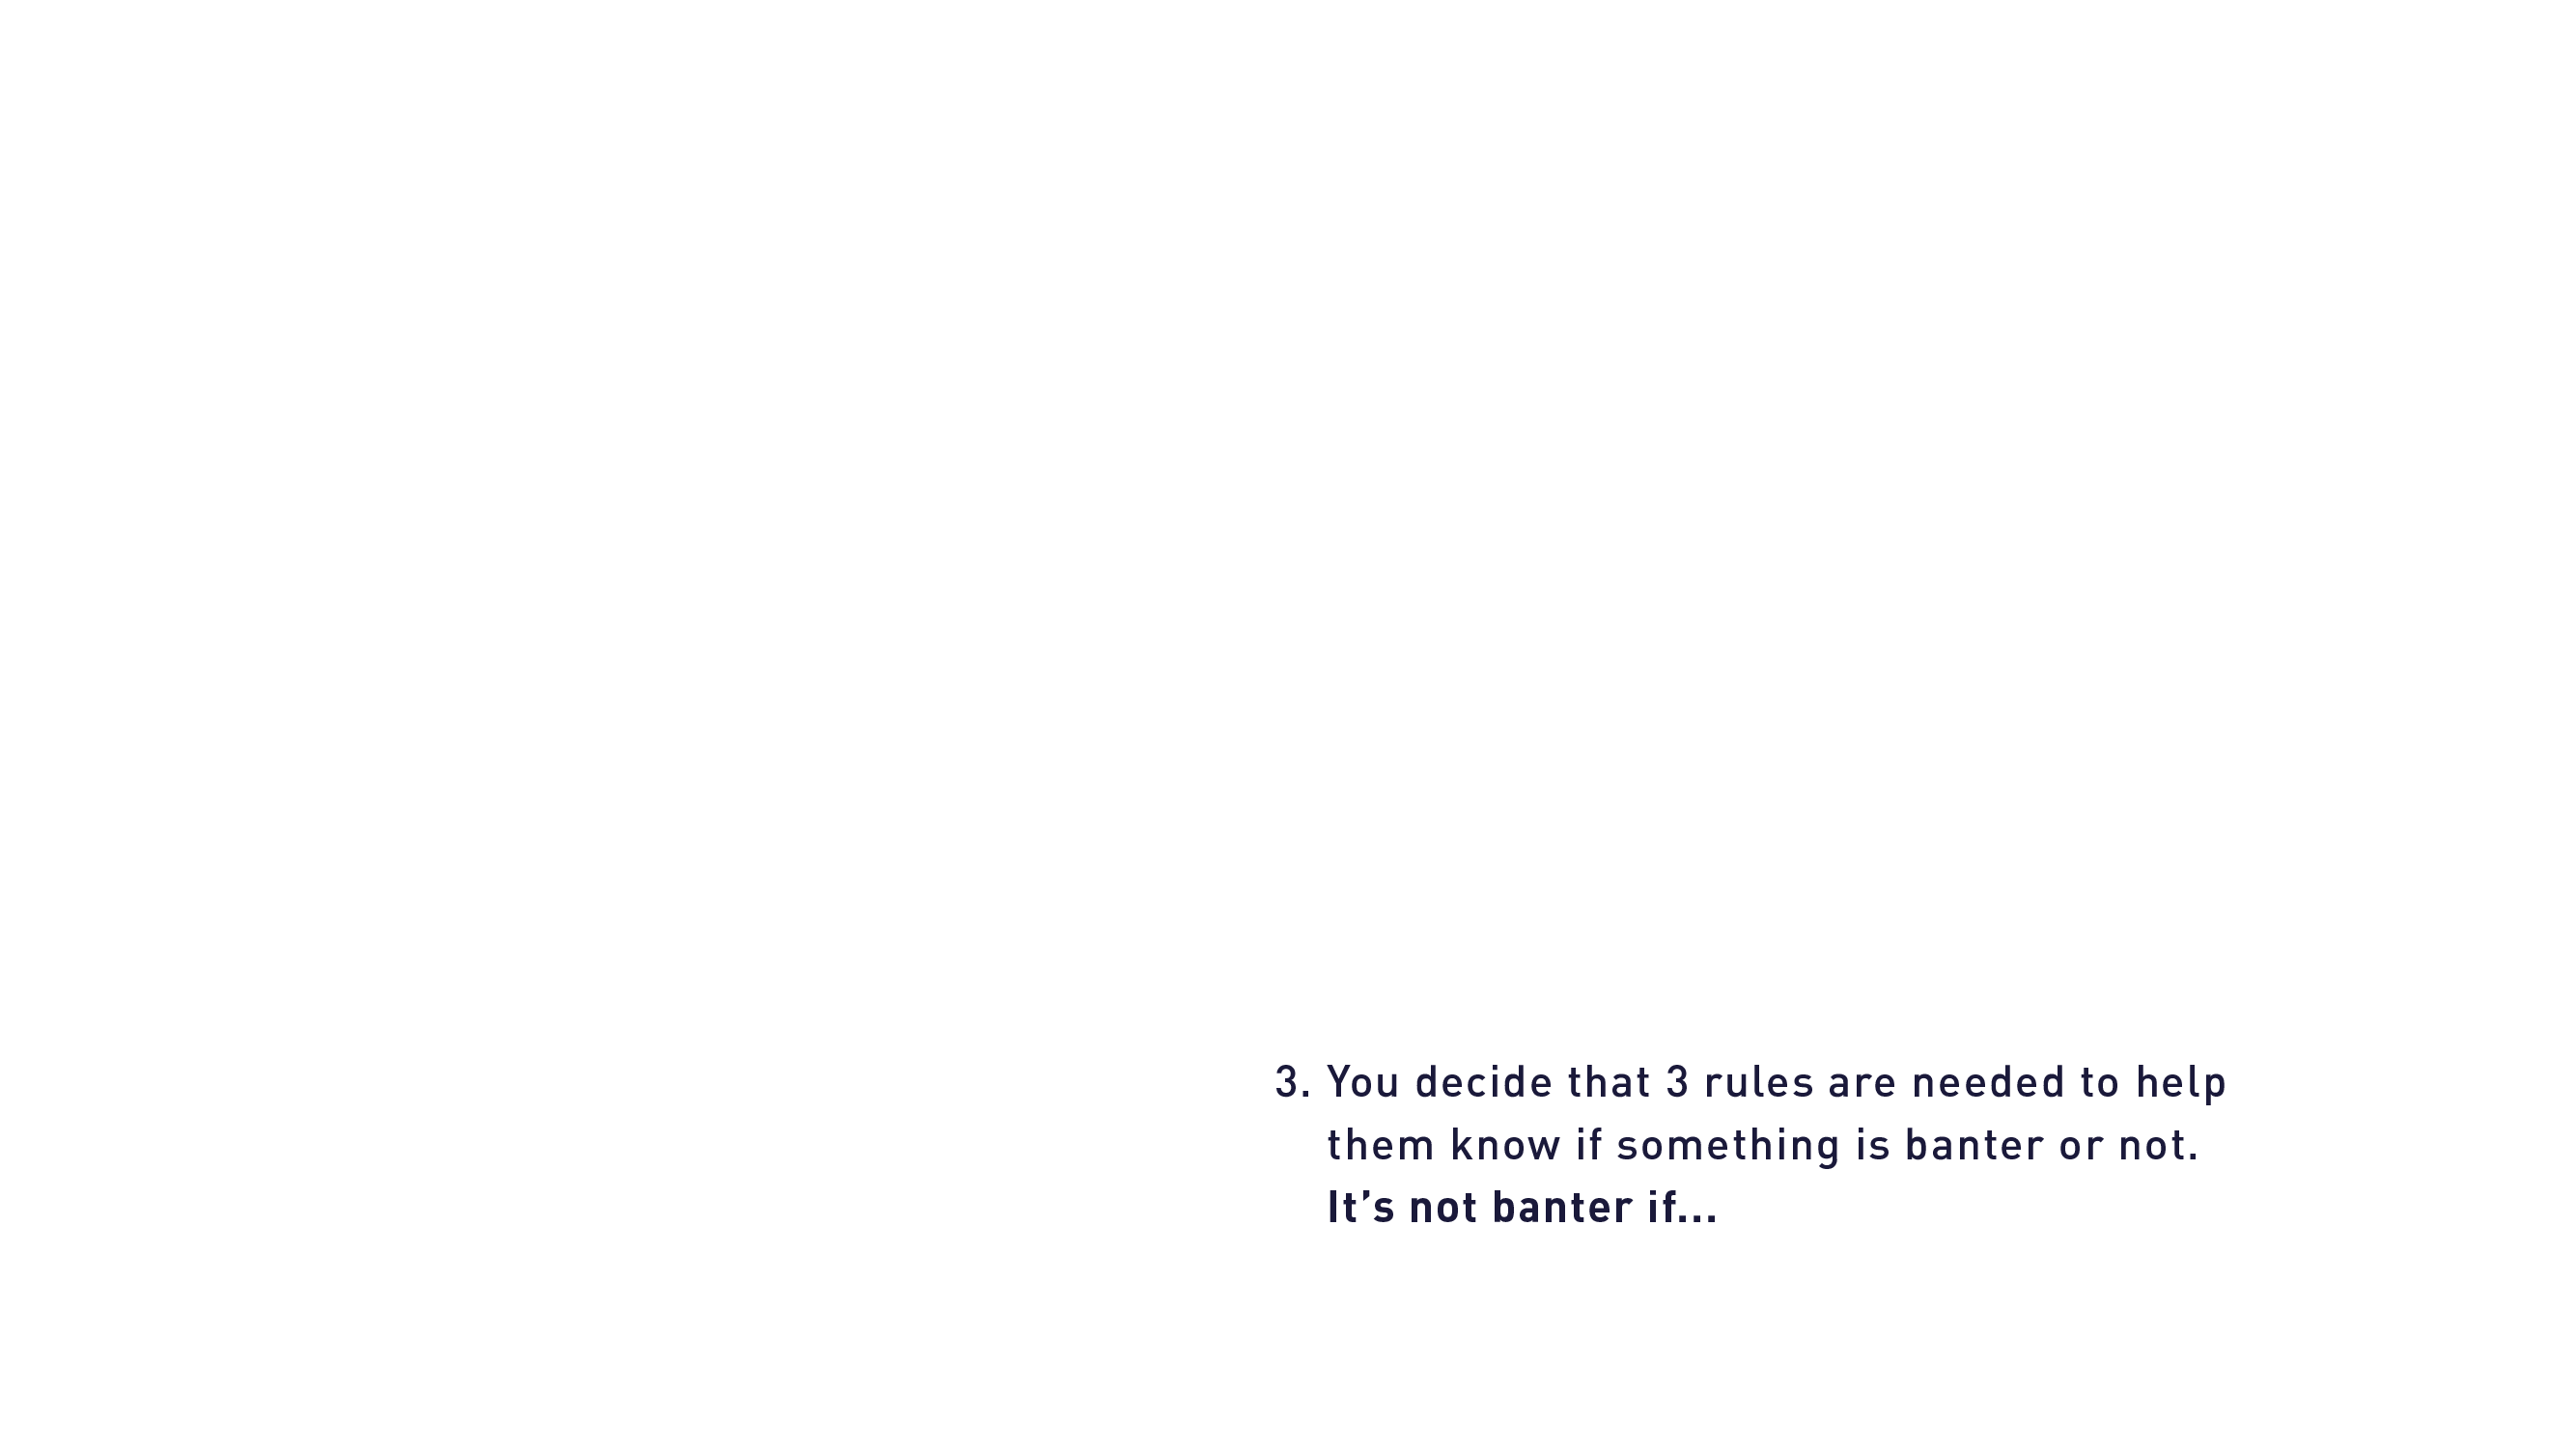 3. You decide that 3 rules are needed to help
them know if something is banter or not.
It’s not banter if...